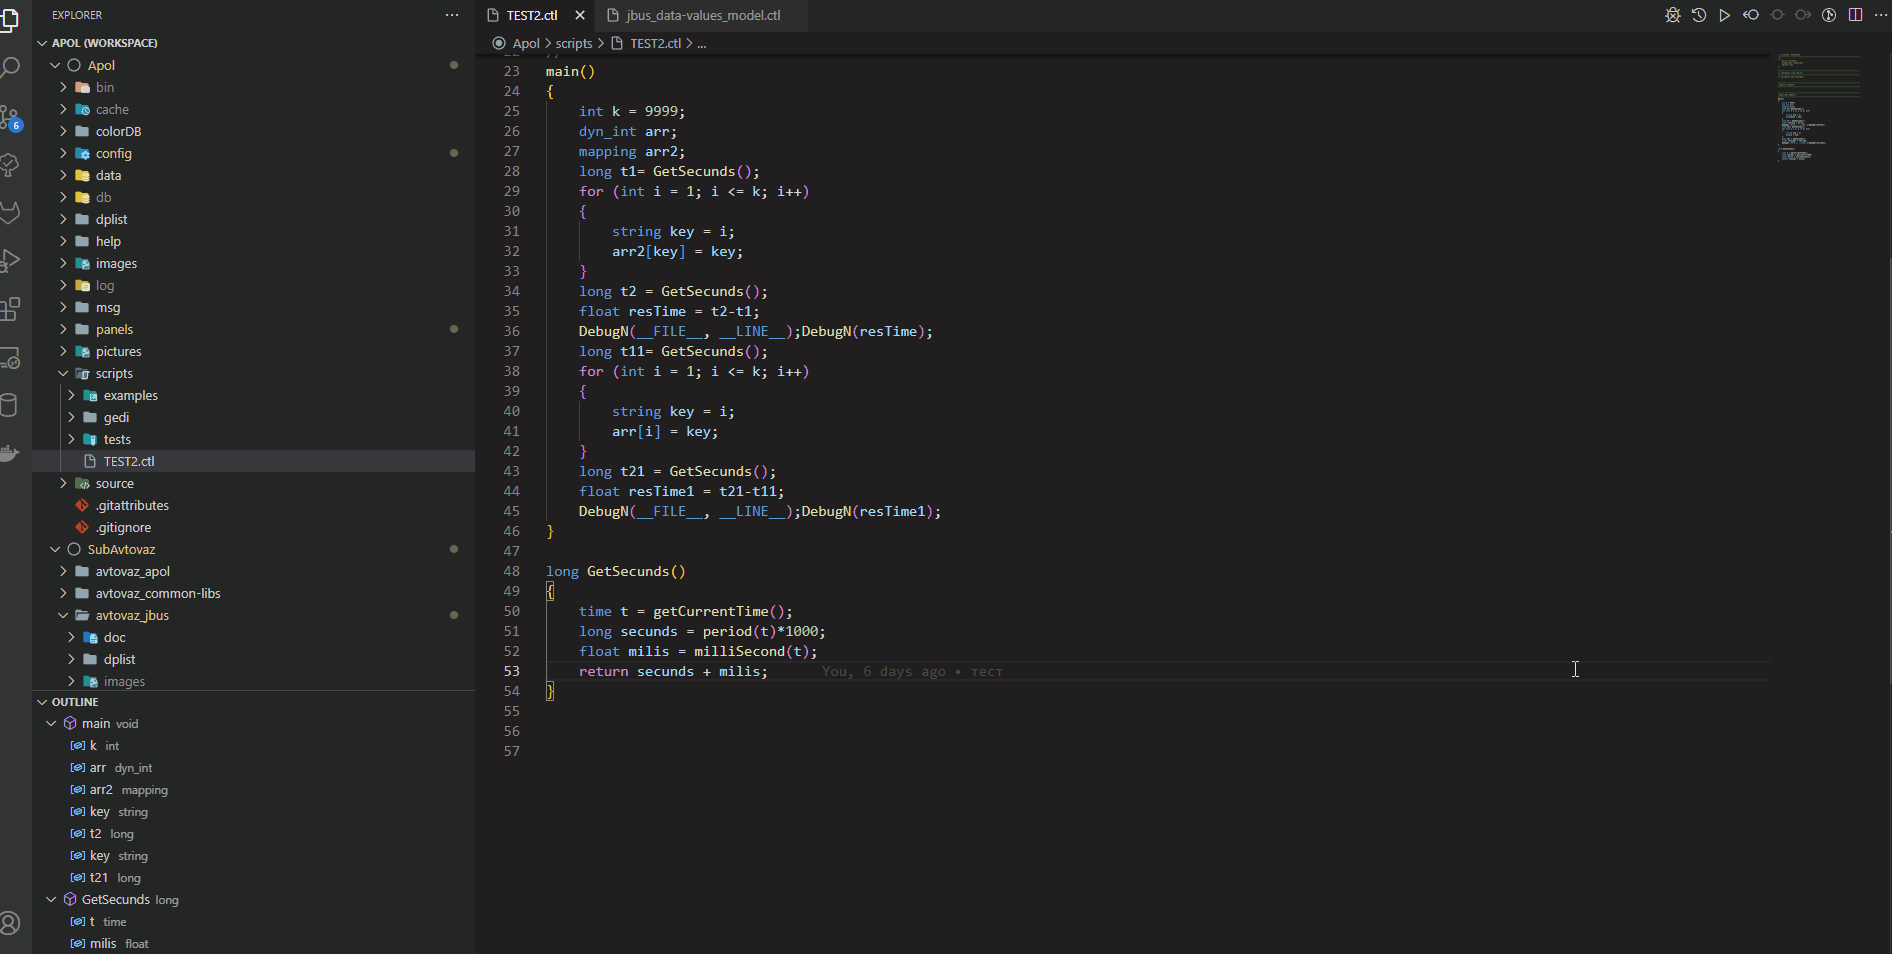 EXPLORER
APOL (WORKSPACE)
Apol
bin
cache
colorDB
config
data
db
dplist
help
images
log
msg
panels
pictures
scripts
examples
gedi
tests
TEST2.ctl
source
.gitattributes
.gitignore
SubAvtovaz
avtovaz_apol
avtovaz_common-libs
avtovaz_jbus
doc
dplist
images
6
OUTLINE
main void
k int
arr dyn_int
arr2 mapping
key string
t2 long
key string
t21 long
GetSecunds long
t time
milis float
TEST2.ctl
jbus_data-values_model.ctl
Apol > scripts > TEST2.ctl > ...
23 main()
24 {
25 int k = 9999;
26 dyn_int arr;
27 mapping arr2;
28 long t1= GetSecunds();
29 for (int i = 1; i <= k; i++)
30 {
31 string key = i;
32 arr2[key] = key;
33 }
34 long t2 = GetSecunds();
35 float resTime = t2-t1;
36 DebugN(__FILE__, __LINE__);DebugN(resTime);
37 long t11= GetSecunds();
38 for (int i = 1; i <= k; i++)
39 {
40 string key = i;
41 arr[i] = key;
42 }
43 long t21 = GetSecunds();
44 float resTime1 = t21-t11;
45 DebugN(__FILE__, __LINE__);DebugN(resTime1);
46 }
47
48 long GetSecunds()
49 {
50 time t = getCurrentTime();
51 long secunds = period(t)*1000;
52 float milis = milliSecond(t);
53 return secunds + milis; You, 6 days ago • тест
54 }
55
56
57